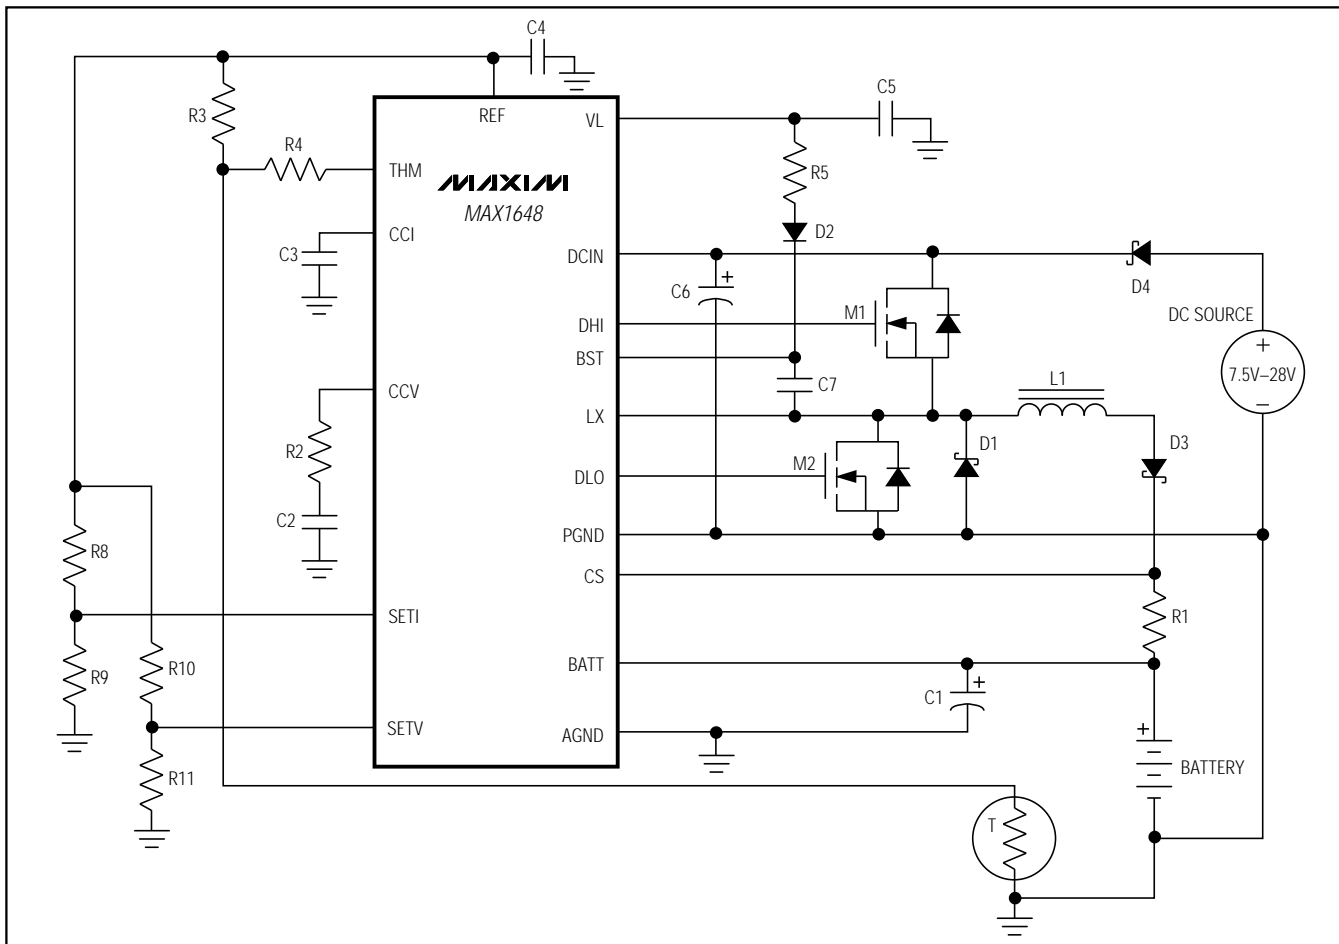 C4
C5
R3
REF
VL
R4
THM
R5
MAXIM
MAX1648
CCI
D2
C3
DCIN
D4
C6
+
M1
DC SOURCE
DHI
+
7.5V–28V
–
BST
C7
L1
CCV
LX
R2
D1
D3
M2
DLO
C2
PGND
R8
CS
SETI
R1
BATT
R9
R10
C1
+
SETV
AGND
+
BATTERY
R11
T